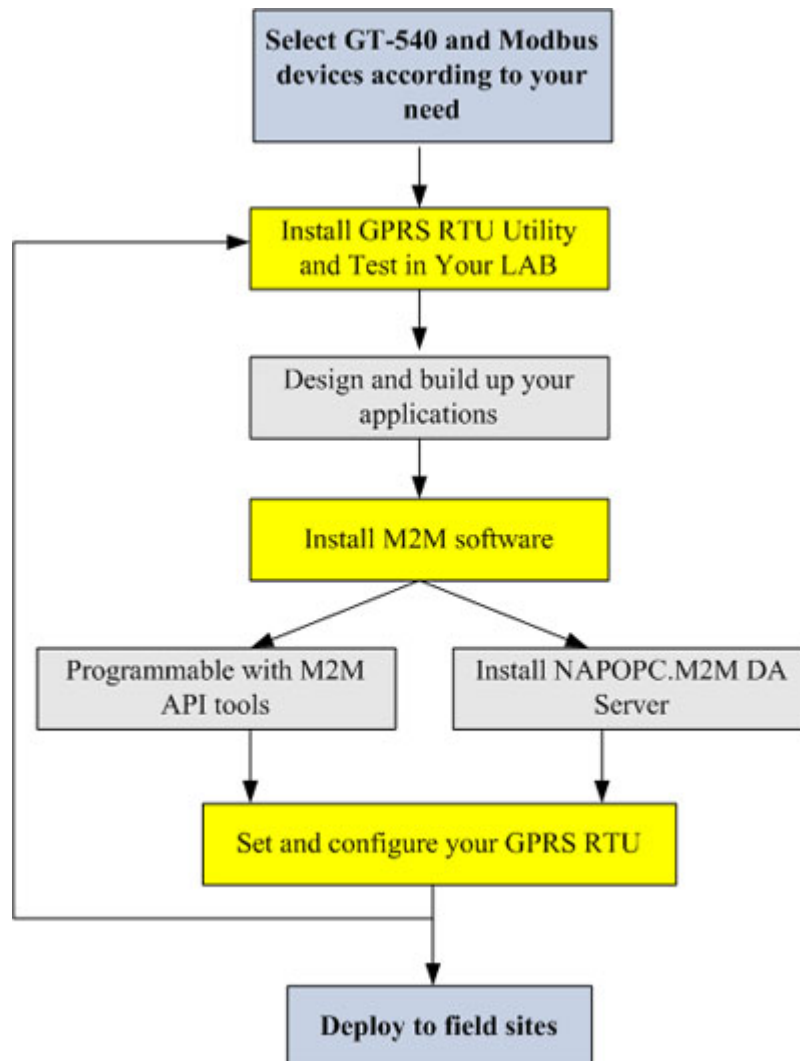 Select GT-540 and Modbus
devices according to your
need
Install GPRS RTU Utility
and Test in Your LAB
Design and build up your
applications
Install M2M software
Programmable with M2M
API tools
Install NAPOPC.M2M DA
Server
Set and configure your GPRS RTU
Deploy to field sites